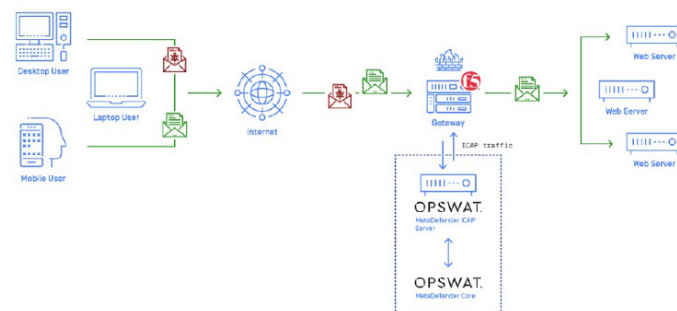 Desktop User
Laptop User
Mobile User
Internet
Gateway
ICAP traffic
OPSWAT.
MetaDefender ICAP
Server
OPSWAT.
MetaDefender Core
Web Server
Web Server
Web Server